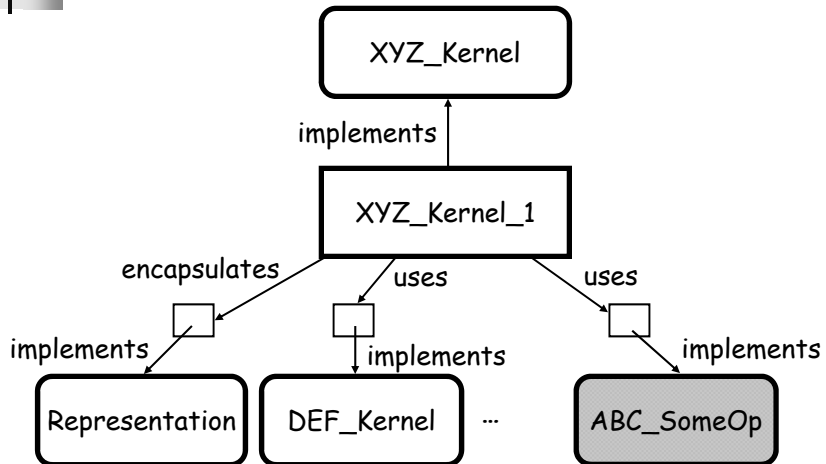 XYZ_Kernel
implements
XYZ_Kernel_1
encapsulates
uses
uses
implements
implements
implements
Representation
DEF_Kernel
...
ABC_SomeOp